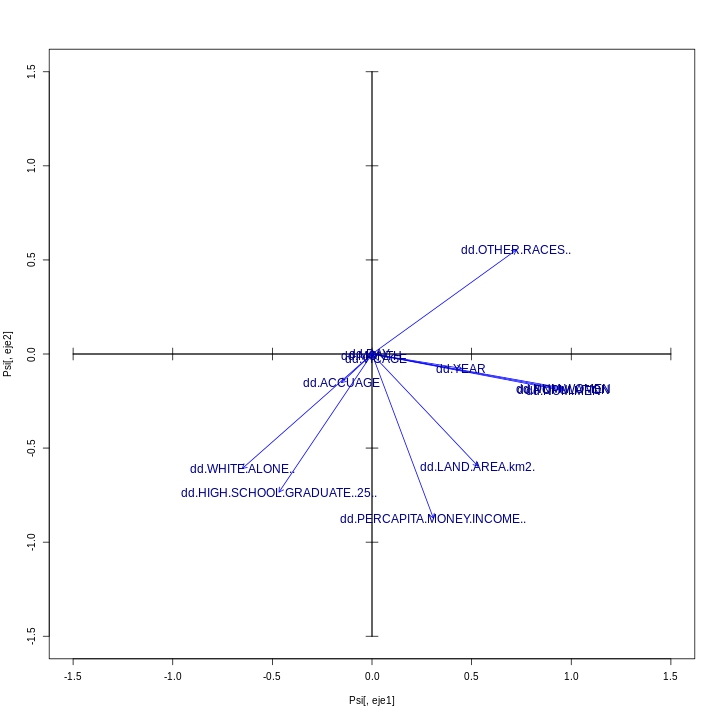 1.5
1.0
dd.OTHER.RACES..
0.5
Psi[, eje2]
0.0
dd.YEAR
dd.ACCUAGE
dd.WHITE.ALONE..
dd.LAND.AREA.km2.
-0.5
dd.HIGH.SCHOOL.GRADUATE..25..
dd.PERCAPITA.MONEY.INCOME..
-1.0
-1.5
-1.5 -1.0 -0.5 0.0 0.5 1.0 1.5
Psi[, eje1]